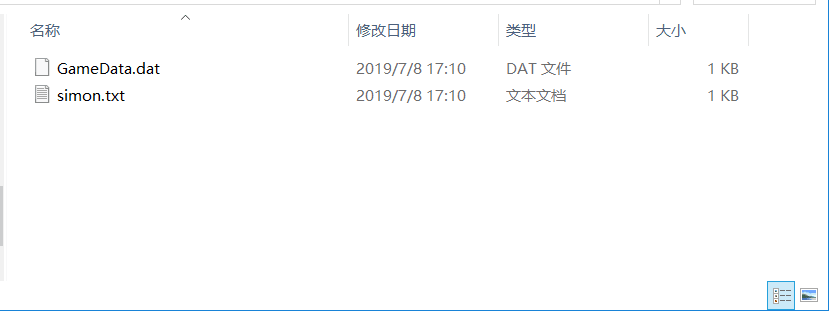 名称 修改日期 类型 大小
GameData.dat 2019/7/8 17:10 DAT 文件 1 KB
simon.txt 2019/7/8 17:10 文本文档 1 KB